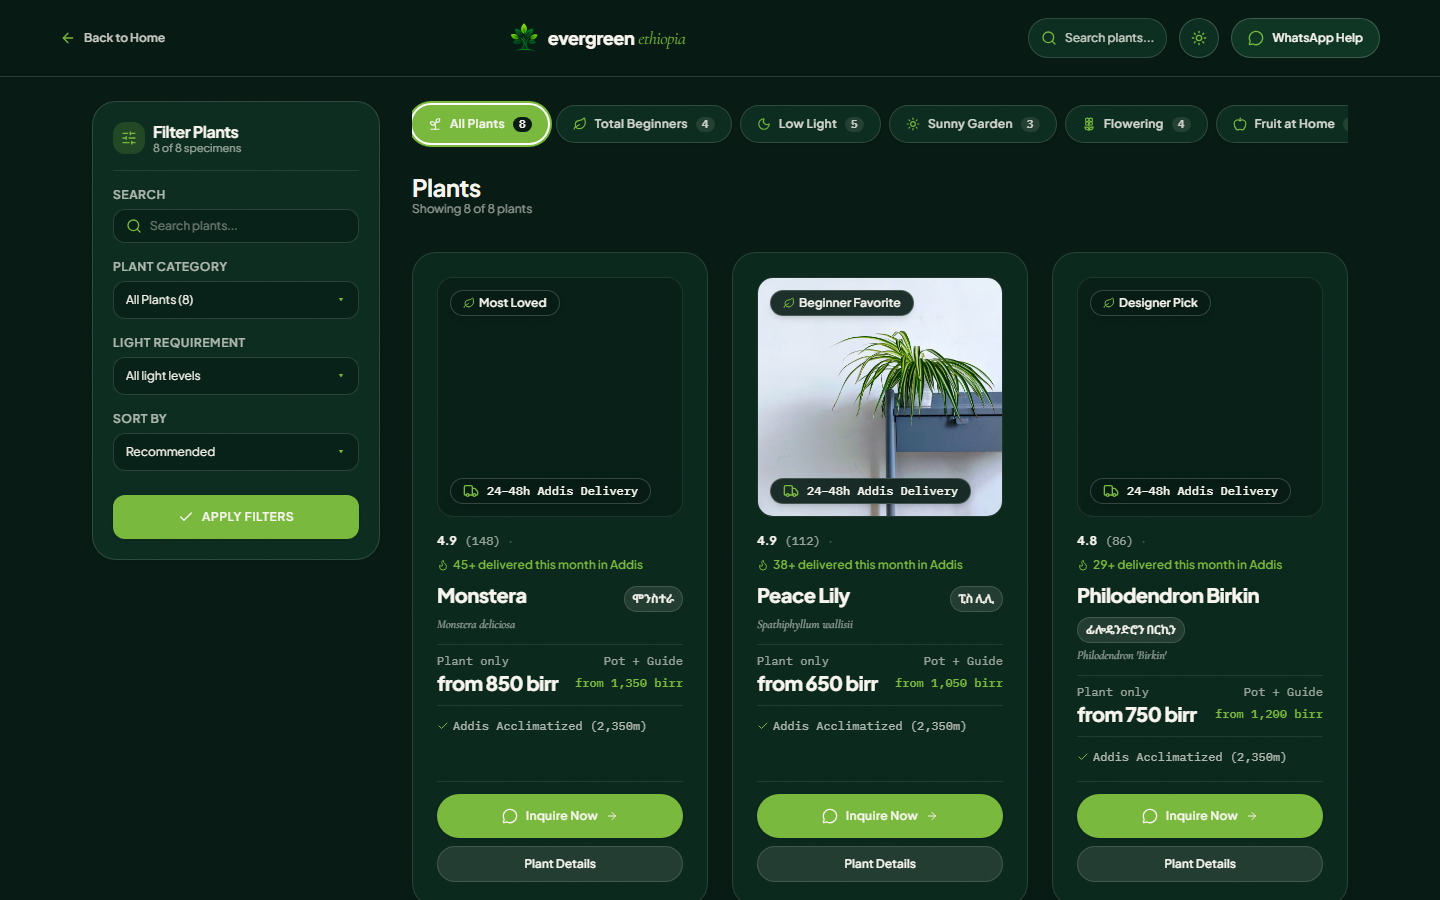 Back to Home
evergreen ethiopia
Search plants...
WhatsApp Help
Filter Plants
8 of 8 specimens
SEARCH
Search plants...
PLANT CATEGORY
All Plants (8)
LIGHT REQUIREMENT
All light levels
SORT BY
Recommended
APPLY FILTERS
All Plants 8
Total Beginners 4
Low Light 5
Sunny Garden 3
Flowering 4
Fruit at Home
Plants
Showing 8 of 8 plants
Most Loved
24–48h Addis Delivery
4.9 (148) ·
45+ delivered this month in Addis
Monstera
ሞንስተራ
Monstera deliciosa
Plant only
Pot + Guide
from 850 birr
from 1,350 birr
Addis Acclimatized (2,350m)
Inquire Now
Plant Details
Beginner Favorite
24–48h Addis Delivery
4.9 (112) ·
38+ delivered this month in Addis
Peace Lily
ፒስ ሊሊ
Spathiphyllum wallisii
Plant only
Pot + Guide
from 650 birr
from 1,050 birr
Addis Acclimatized (2,350m)
Inquire Now
Plant Details
Designer Pick
24–48h Addis Delivery
4.8 (86) ·
29+ delivered this month in Addis
Philodendron Birkin
ፊሎዴንድሮን በርኪን
Philodendron 'Birkin'
Plant only
Pot + Guide
from 750 birr
from 1,200 birr
Addis Acclimatized (2,350m)
Inquire Now
Plant Details